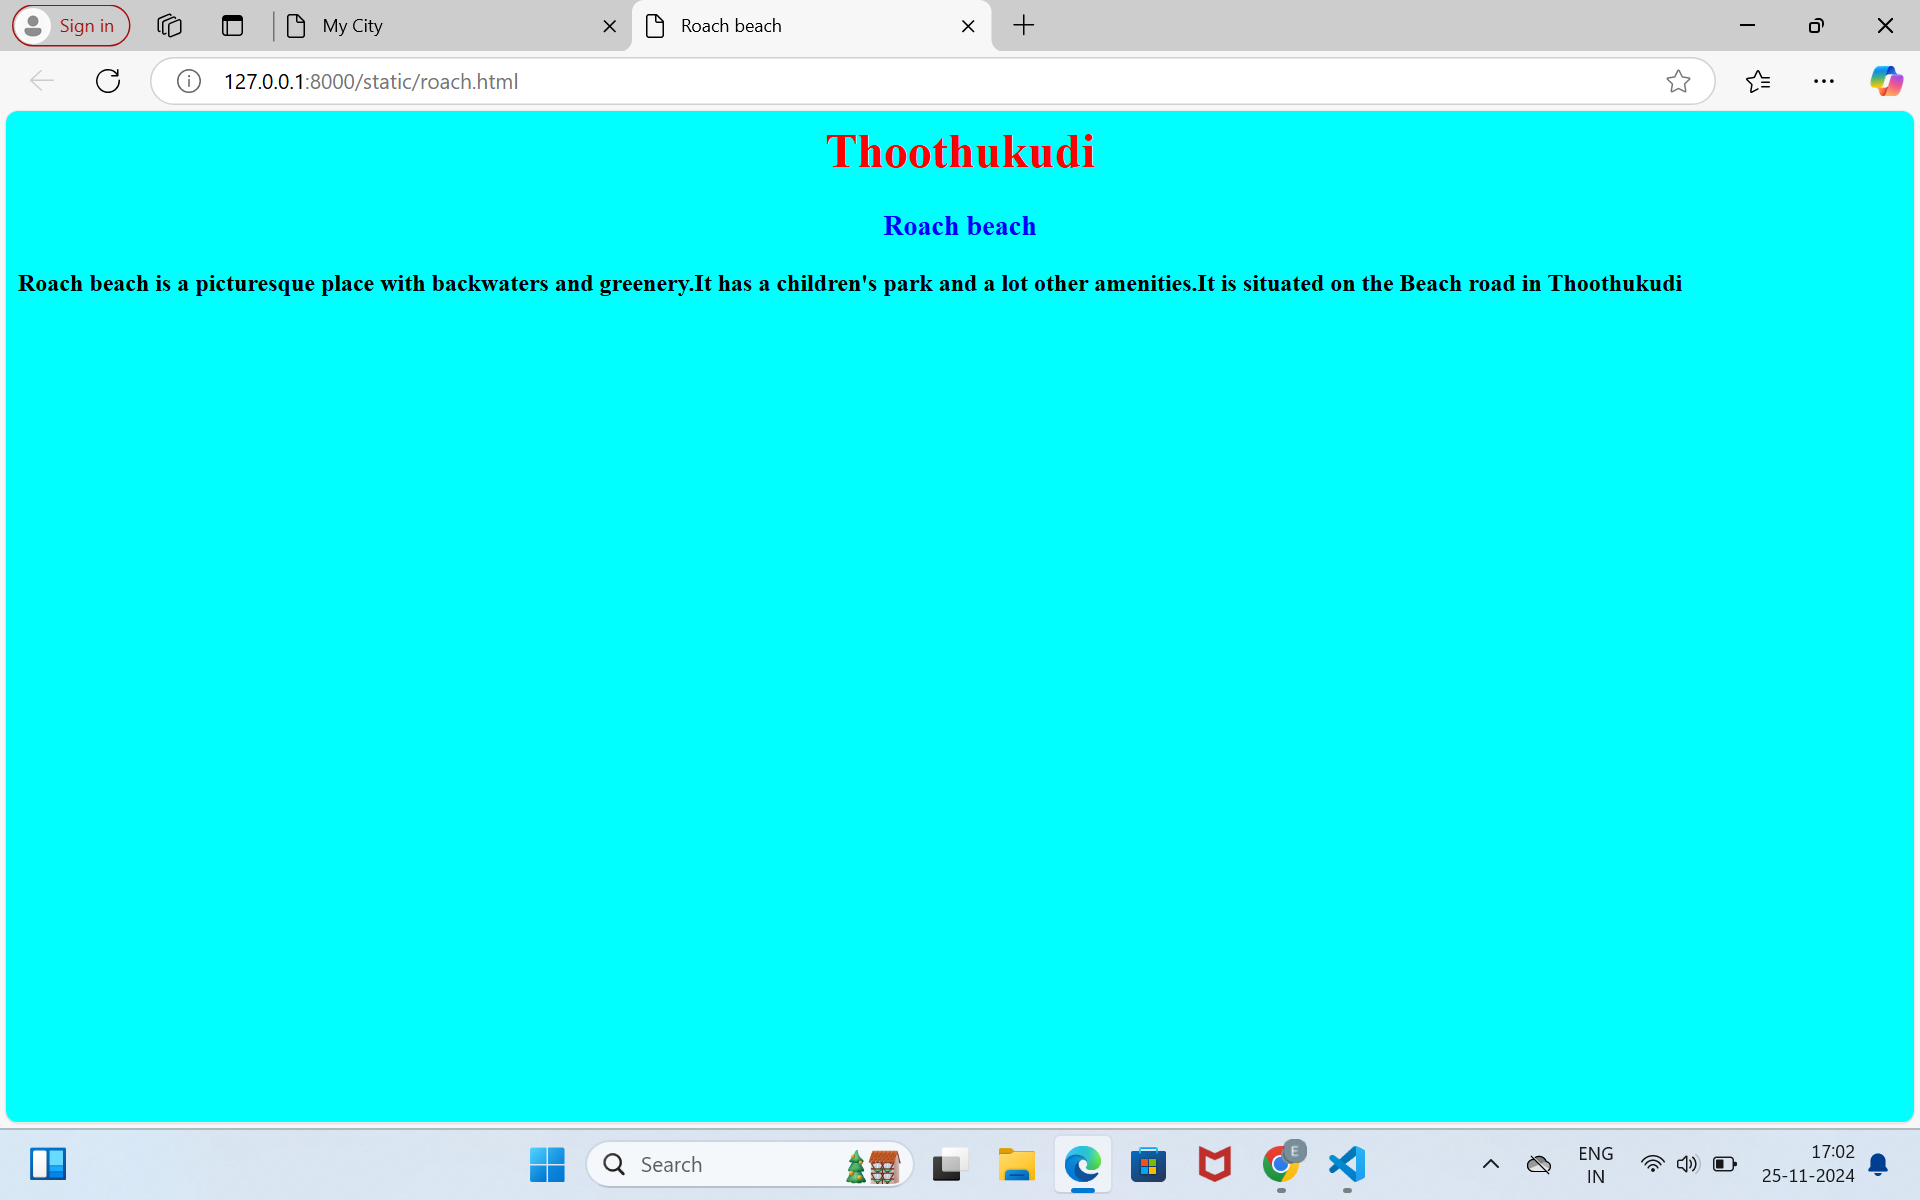 Sign in
My City
Roach beach
127.0.0.1:8000/static/roach.html
Thoothukudi
Roach beach
Roach beach is a picturesque place with backwaters and greenery.It has a children's park and a lot other amenities.It is situated on the Beach road in Thoothukudi
Search
E
ENG
IN
17:02
25-11-2024